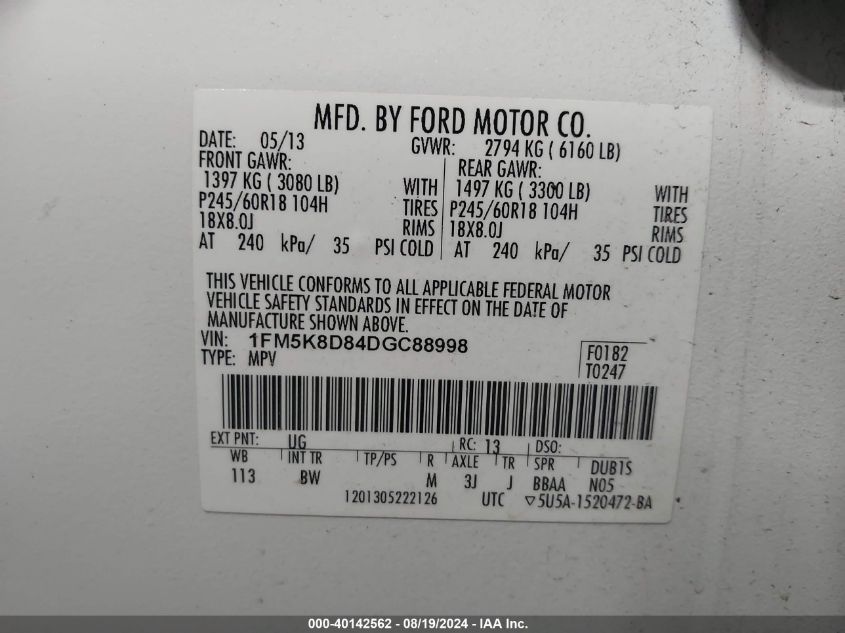 MFD. BY FORD MOTOR CO.
DATE: 05/13 GVWR: 2794 KG ( 6160 LB)
FRONT GAWR: REAR GAWR:
1397 KG ( 3080 LB) WITH 1497 KG ( 3300 LB) WITH
P245/60R18 104H TIRES P245/60R18 104H TIRES
18X8.0J RIMS 18X8.0J RIMS
AT 240 kPa/ 35 PSI COLD AT 240 kPa/ 35 PSI COLD
THIS VEHICLE CONFORMS TO ALL APPLICABLE FEDERAL MOTOR
VEHICLE SAFETY STANDARDS IN EFFECT ON THE DATE OF
MANUFACTURE SHOWN ABOVE.
VIN: 1FM5K8D84DGC88998
TYPE: MPV
F0182
T0247
EXT PNT: UG RC: 13 DSO:
WB INT TR TP/PS R AXLE TR SPR DUB1S
113 BW M 3J J BBAA N05
1201305222126 UTC ▽5U5A-1520472-BA
000-40142562 - 08/19/2024 - IAA Inc.